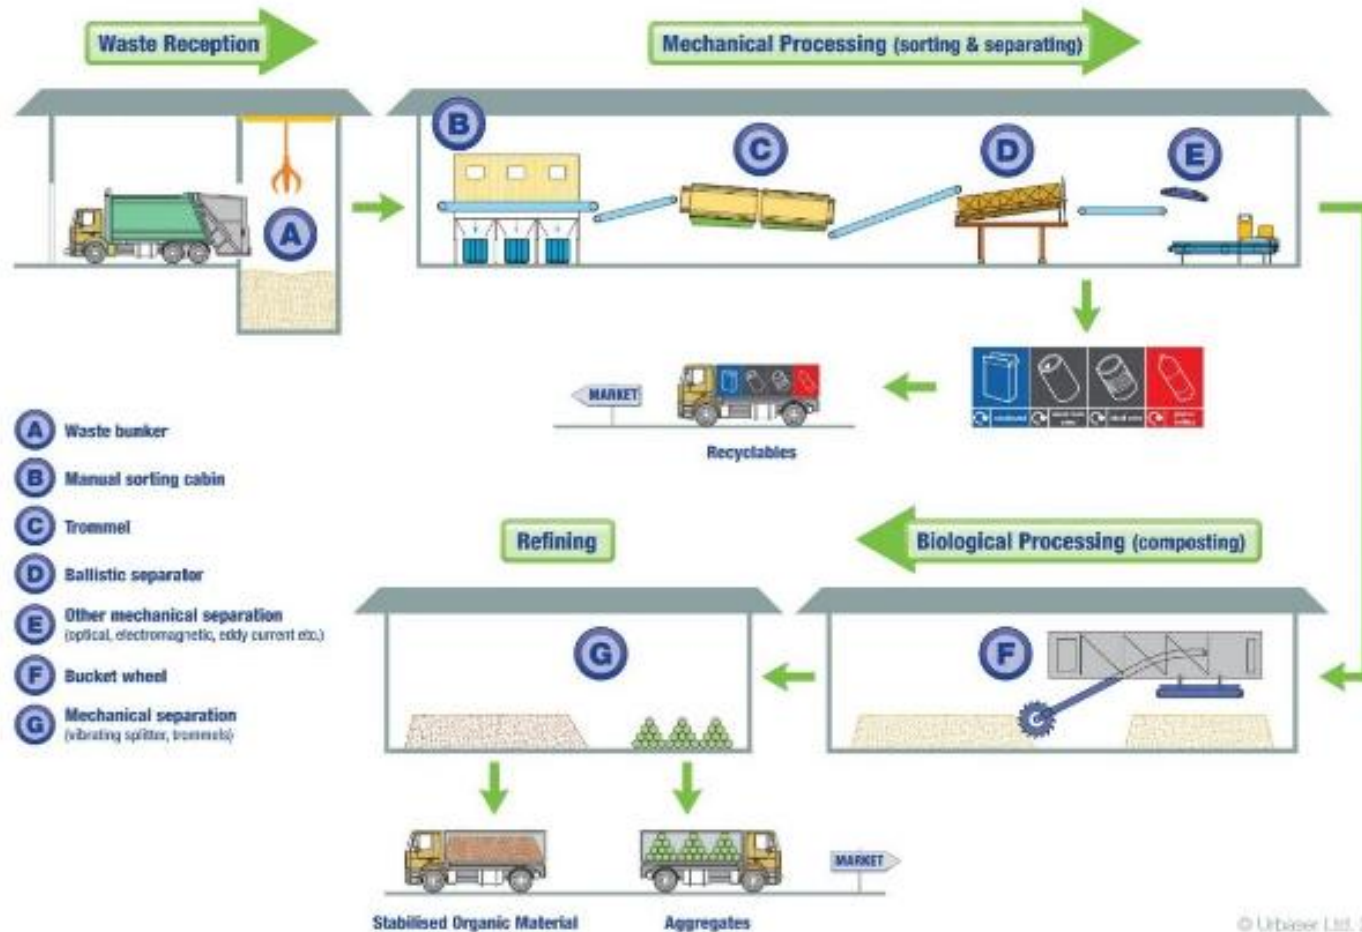 Waste Reception
Mechanical Processing (sorting & separating)
B
C
D
E
A
MARKET
Recyclables
A Waste bunker
B Manual sorting cabin
C Trommel
D Ballistic separator
E Other mechanical separation
(optical, electromagnetic, eddy current etc.)
F Bucket wheel
G Mechanical separation
(vibrating splitter, trommels)
Refining
Biological Processing (composting)
G
F
MARKET
Stabilised Organic Material
Aggregates
© Urbaser Ltd.